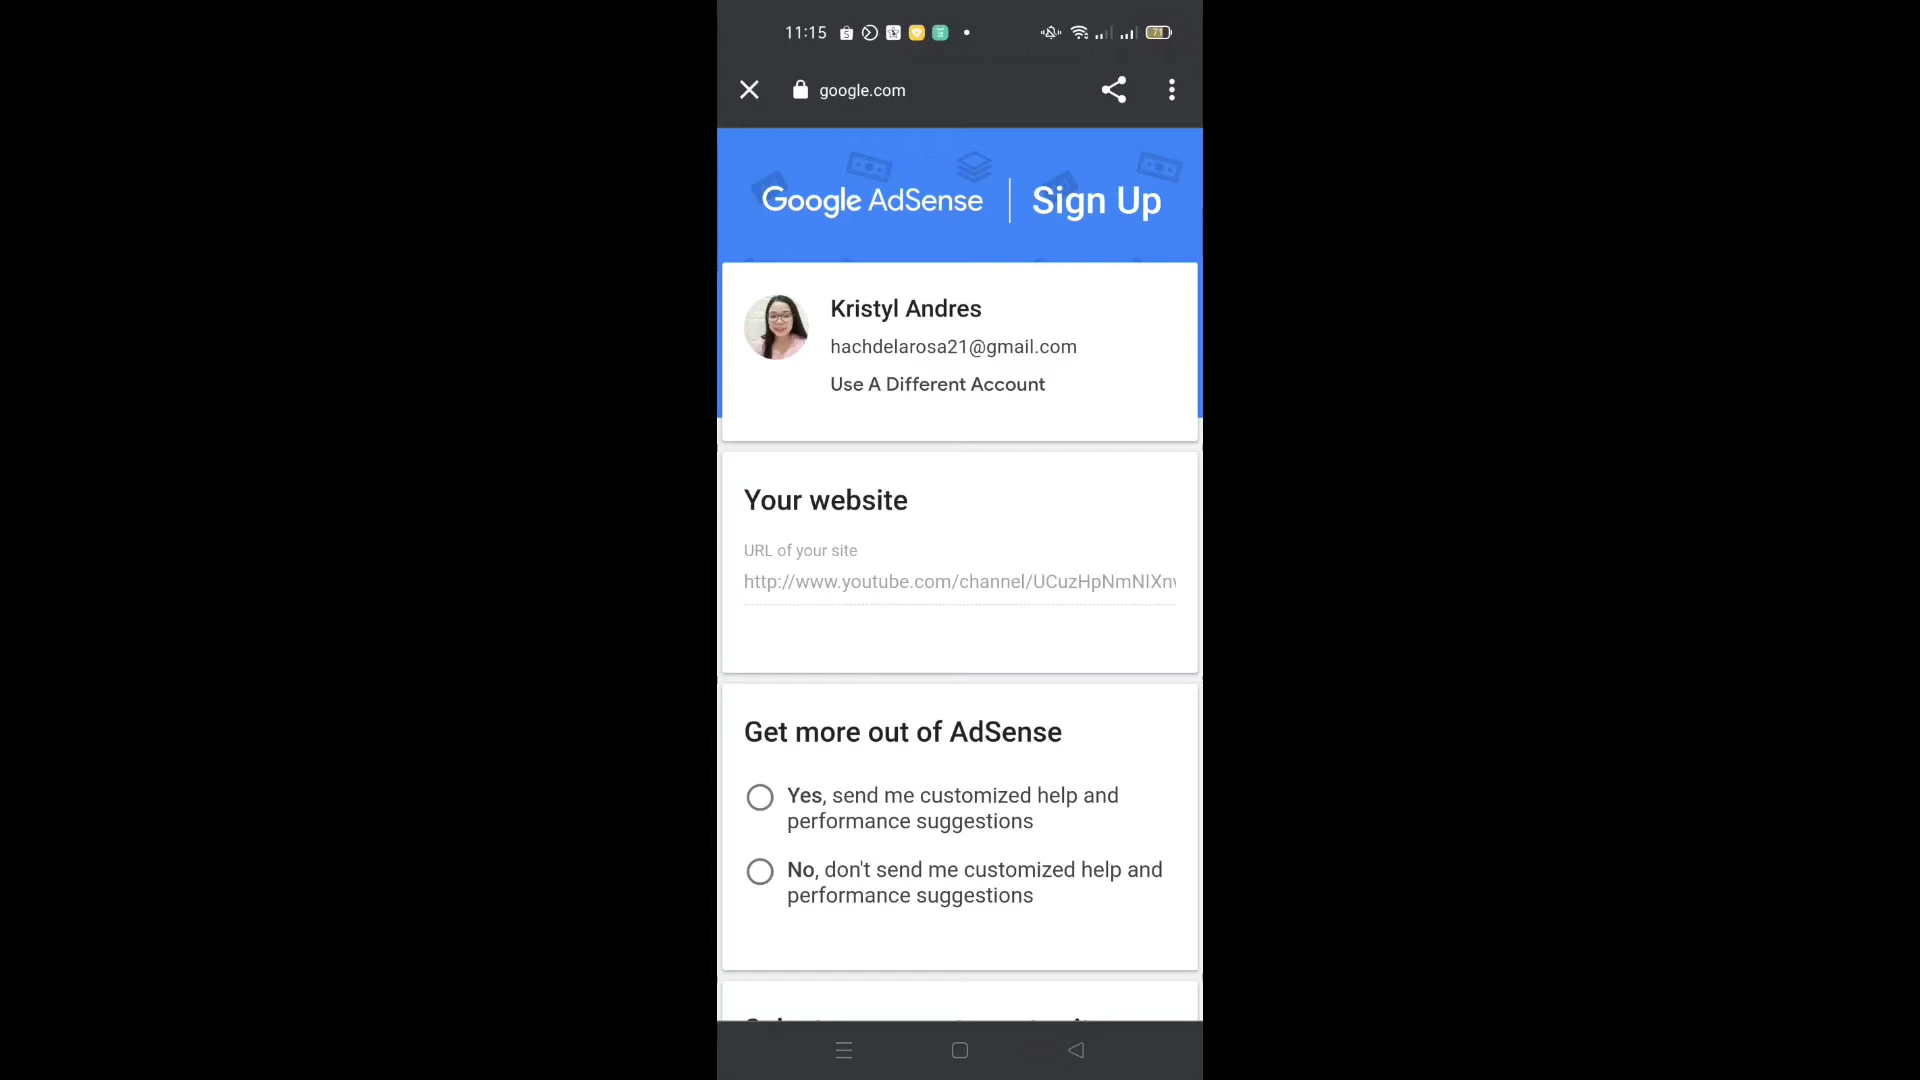 11:15
71
google.com
Google AdSense | Sign Up
Kristyl Andres
hachdelarosa21@gmail.com
Use A Different Account
Your website
URL of your site
http://www.youtube.com/channel/UCuzHpNmNIXn
Get more out of AdSense
Yes, send me customized help and
performance suggestions
No, don't send me customized help and
performance suggestions